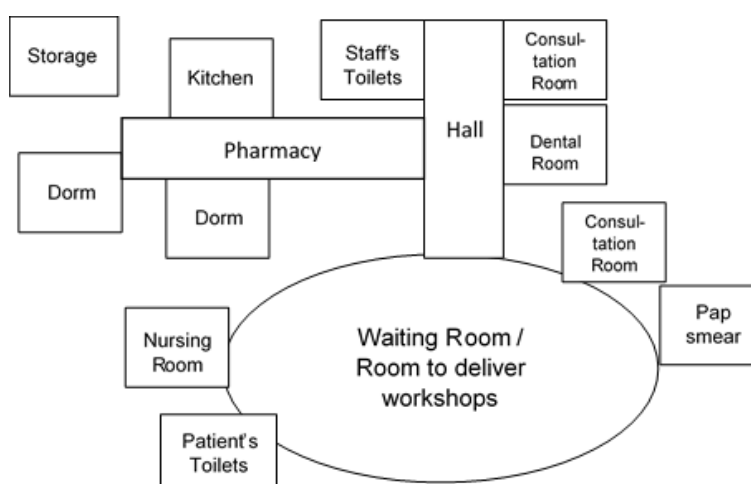 Storage
Kitchen
Staff's
Toilets
Consul-
tation
Room
Hall
Pharmacy
Dental
Room
Dorm
Dorm
Consul-
tation
Room
Pap
smear
Nursing
Room
Waiting Room /
Room to deliver
workshops
Patient's
Toilets